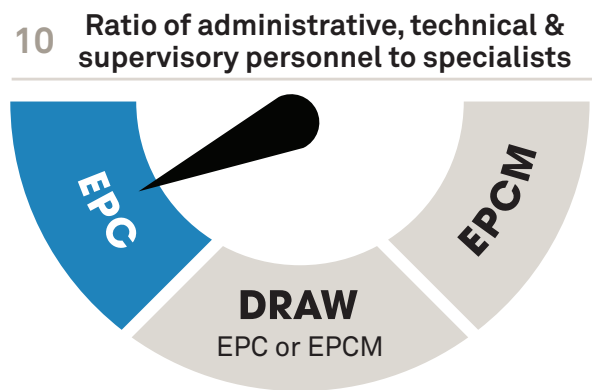 10
Ratio of administrative, technical &
supervisory personnel to specialists
EPC
EPCM
DRAW
EPC or EPCM